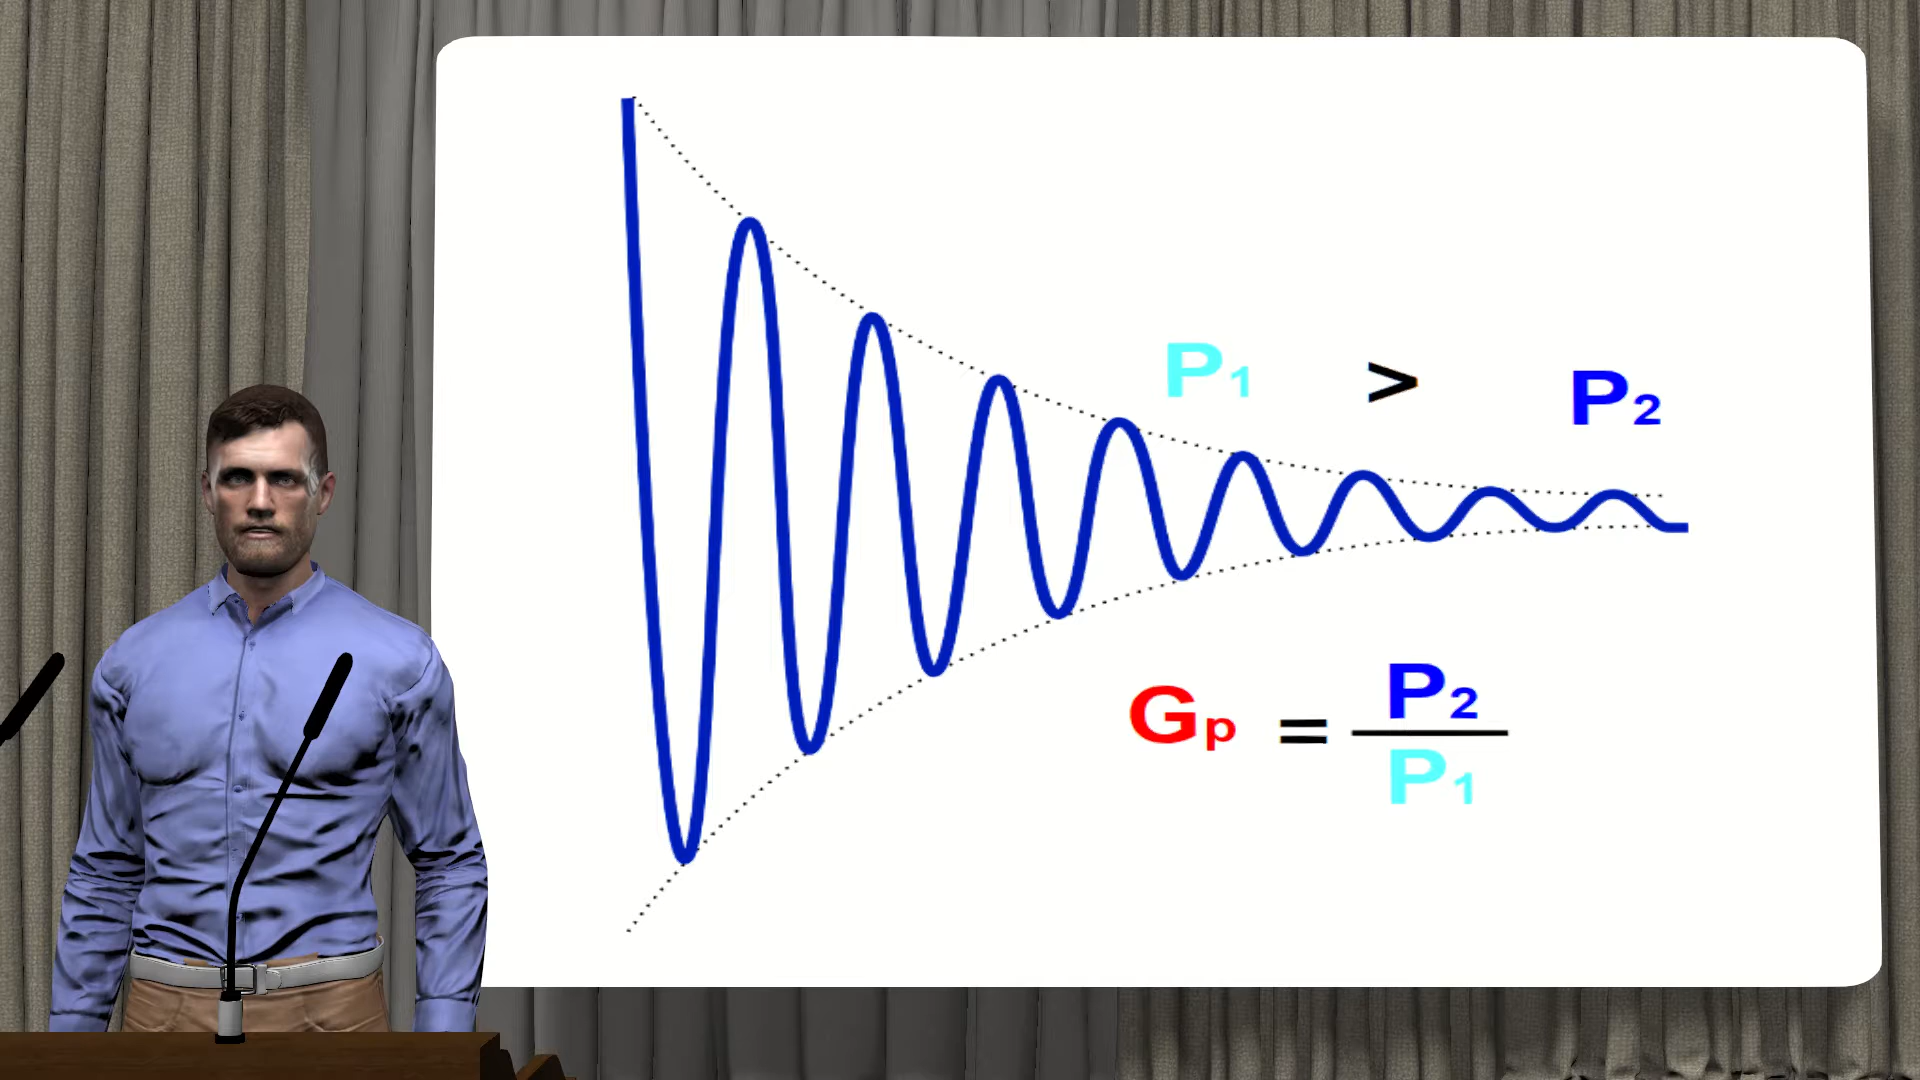 P₁ > P₂
Gₚ = P₂/P₁